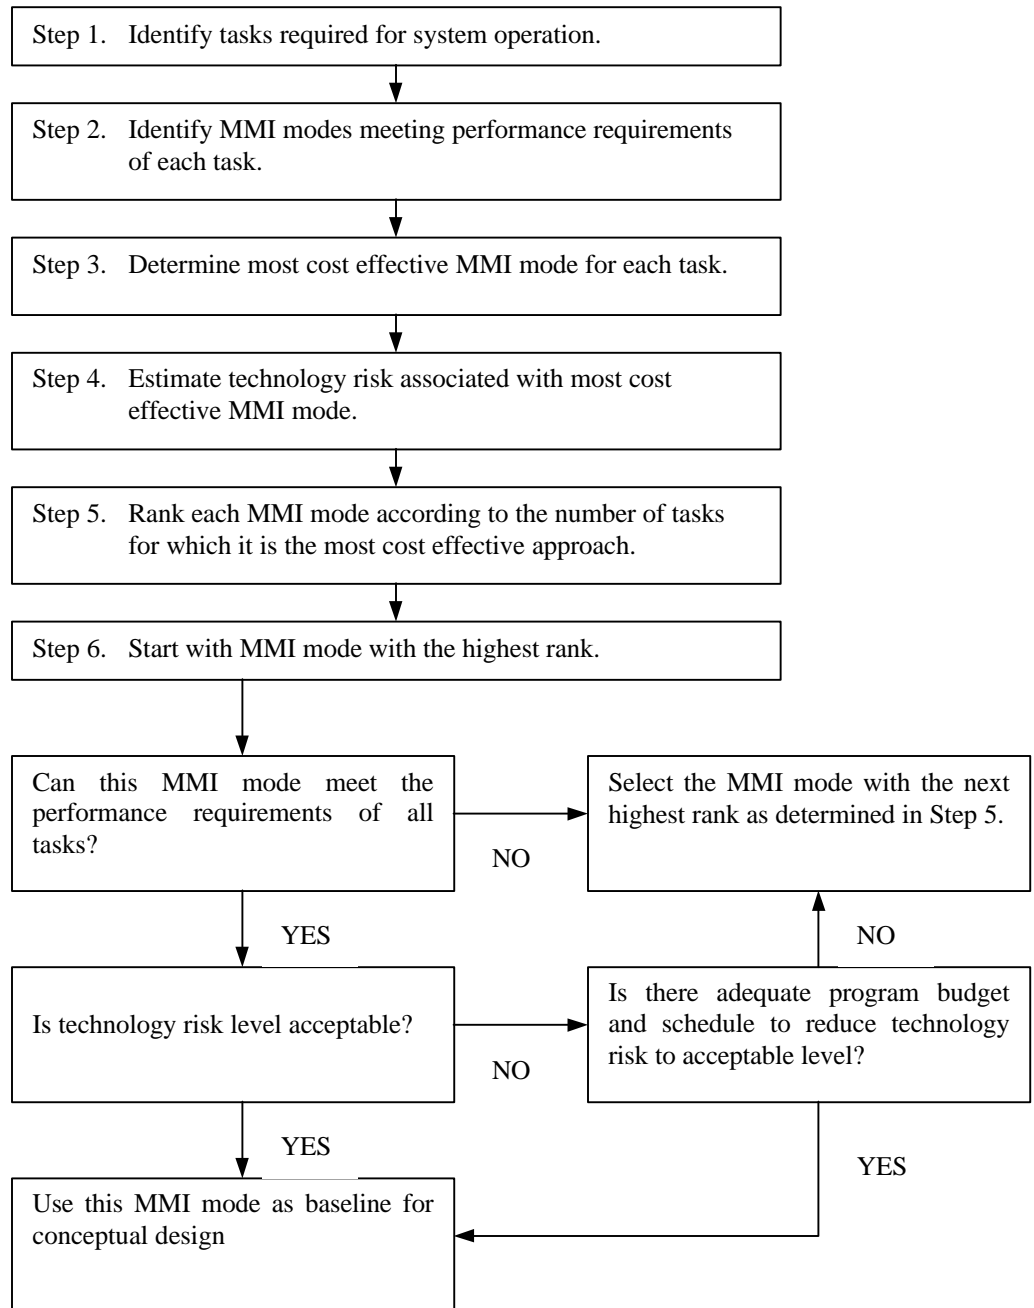 Step 1. Identify tasks required for system operation.
Step 2. Identify MMI modes meeting performance requirements
of each task.
Step 3. Determine most cost effective MMI mode for each task.
Step 4. Estimate technology risk associated with most cost
effective MMI mode.
Step 5. Rank each MMI mode according to the number of tasks
for which it is the most cost effective approach.
Step 6. Start with MMI mode with the highest rank.
Can this MMI mode meet the
performance requirements of all
tasks?
NO
Select the MMI mode with the next
highest rank as determined in Step 5.
YES
NO
Is technology risk level acceptable?
NO
Is there adequate program budget
and schedule to reduce technology
risk to acceptable level?
YES
YES
Use this MMI mode as baseline for
conceptual design